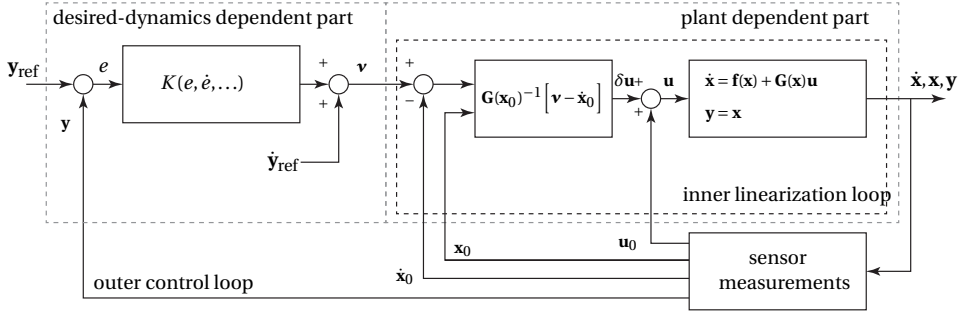 desired-dynamics dependent part
plant dependent part
y_ref
e
K(e, ė, …)
+
+
ν
+
−
G(x₀)⁻¹ [ν − ẋ₀]
δu
+
+
u
ẋ = f(x) + G(x)u
y = x
ẋ, x, y
y
ẏ_ref
inner linearization loop
x₀
u₀
sensor
measurements
outer control loop
ẋ₀